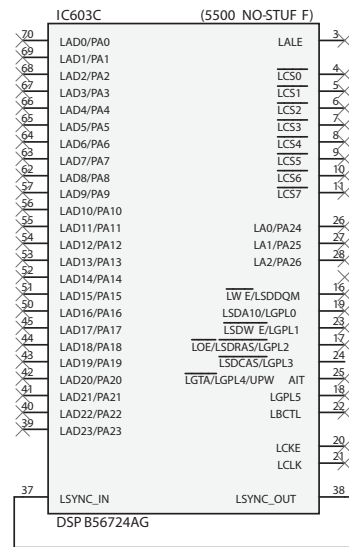 IC603C (5500 NO-STUF F)
70 LAD0/PA0 LALE 3
69 LAD1/PA1
68 LAD2/PA2 LCS0 4
67 LAD3/PA3 LCS1 5
66 LAD4/PA4 LCS2 6
65 LAD5/PA5 LCS3 7
64 LAD6/PA6 LCS4 8
63 LAD7/PA7 LCS5 9
62 LAD8/PA8 LCS6 10
57 LAD9/PA9 LCS7 11
56 LAD10/PA10
55 LAD11/PA11 LA0/PA24 26
54 LAD12/PA12 LA1/PA25 27
53 LAD13/PA13 LA2/PA26 28
52 LAD14/PA14
51 LAD15/PA15 LW E/LSDDQM 16
50 LAD16/PA16 LSDA10/LGPL0 19
45 LAD17/PA17 LSDW E/LGPL1 23
44 LAD18/PA18 LOE/LSDRAS/LGPL2 17
43 LAD19/PA19 LSDCAS/LGPL3 24
42 LAD20/PA20 LGTA/LGPL4/UPW AIT 25
41 LAD21/PA21 LGPL5 18
40 LAD22/PA22 LBCTL 22
39 LAD23/PA23
LCKE 20
LCLK 21
37 LSYNC_IN LSYNC_OUT 38
DSP B56724AG